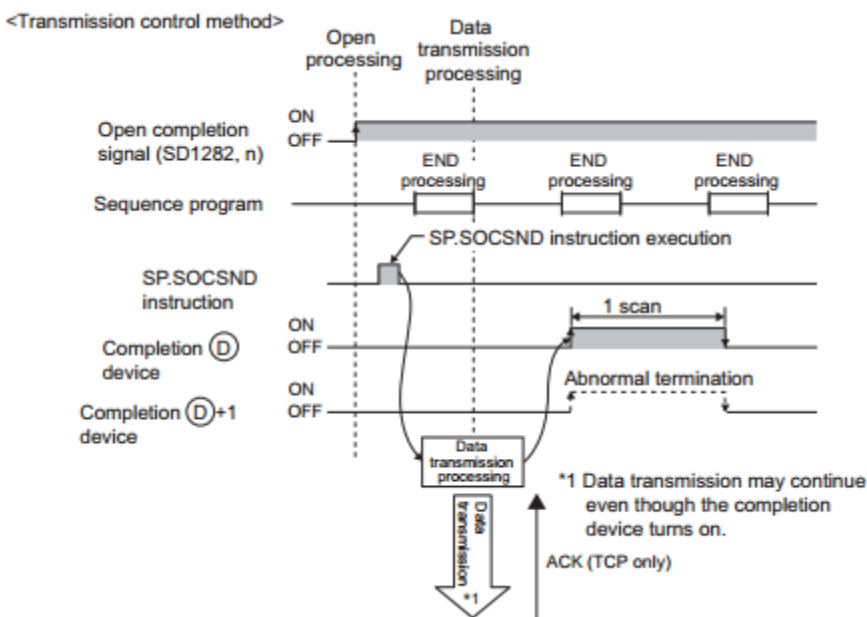 <Transmission control method>
Open
processing
Data
transmission
processing
Open completion
signal (SD1282, n)
ON
OFF
END
processing
END
processing
END
processing
Sequence program
SP.SOCSND instruction execution
SP.SOCSND
instruction
1 scan
ON
OFF
Completion D
device
Abnormal termination
ON
OFF
Completion D+1
device
Data
transmission
processing
*1 Data transmission may continue
even though the completion
device turns on.
Data
transmission
*1
ACK (TCP only)